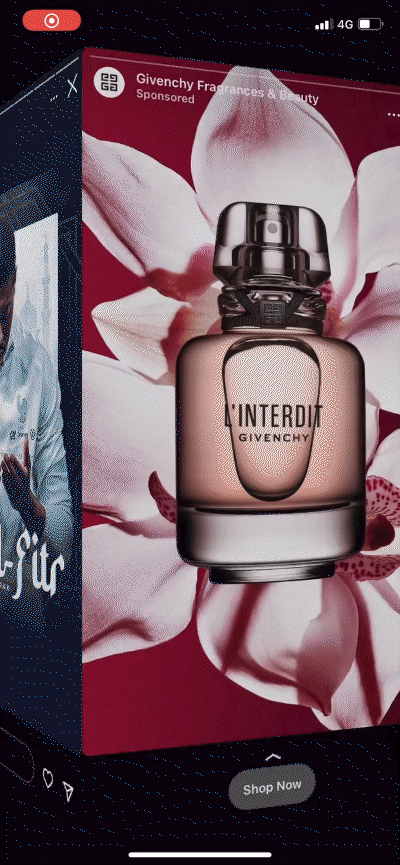 4G
Givenchy Fragrances & Beauty
Sponsored
L'INTERDIT
GIVENCHY
Shop Now